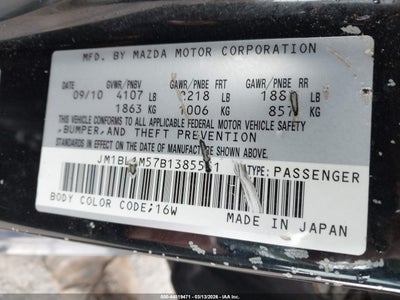 MFD. BY MAZDA MOTOR CORPORATION
DATE GVWR/PNBV GAWR/PNBE FRT GAWR/PNBE RR
09/10 4107 LB 2218 LB LB
1863 KG 1006 KG 857 KG
THIS VEHICLE CONFORMS TO ALL APPLICABLE FEDERAL MOTOR VEHICLE SAFETY
BUMPER, AND THEFT PREVENTION
STANDARDS IN EFFECT ON THE DATE OF MANUFACTURE SHOWN ABOVE.
TYPE: PASSENGER
BODY COLOR CODE; 16W
MADE IN JAPAN